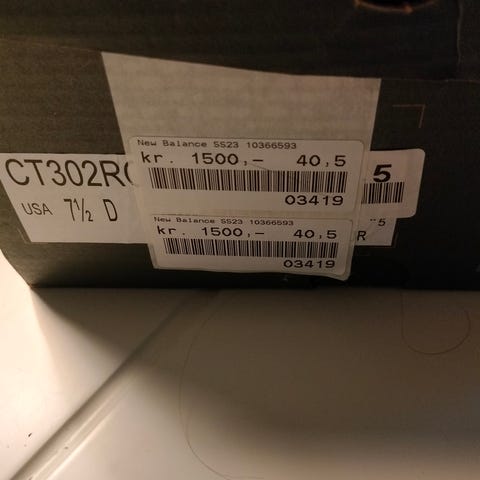 New Balance SS23 10366593
kr. 1500,- 40,5
03419
CT302R
USA 7½ D
5
New Balance SS23 10366593
kr. 1500,- 40,5
03419
5
R